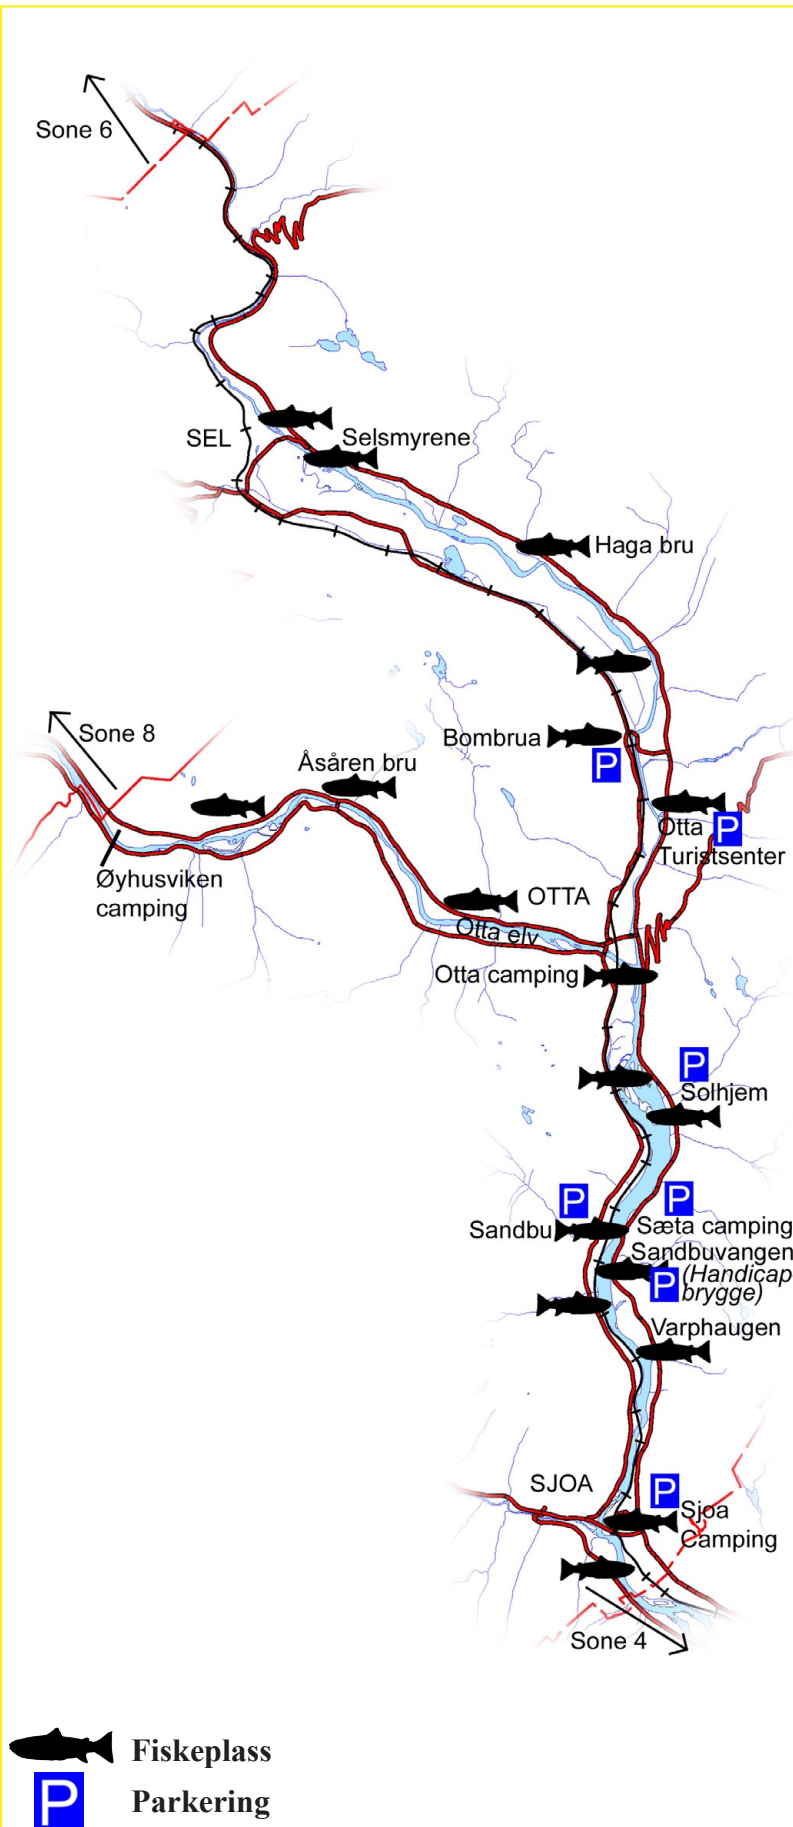 Sone 6
SEL
Selsmyrene
Haga bru
Sone 8
Bombrua
P
Åsåren bru
Otta
Turistsenter
P
Øyhusviken
camping
OTTA
Otta elv
Otta camping
P
Solhjem
P
P
Sandbu
Sæta camping
Sandbuvangen
P
(Handicap
brygge)
Varphaugen
SJOA
P
Sjoa
Camping
Sone 4
Fiskeplass
P
Parkering